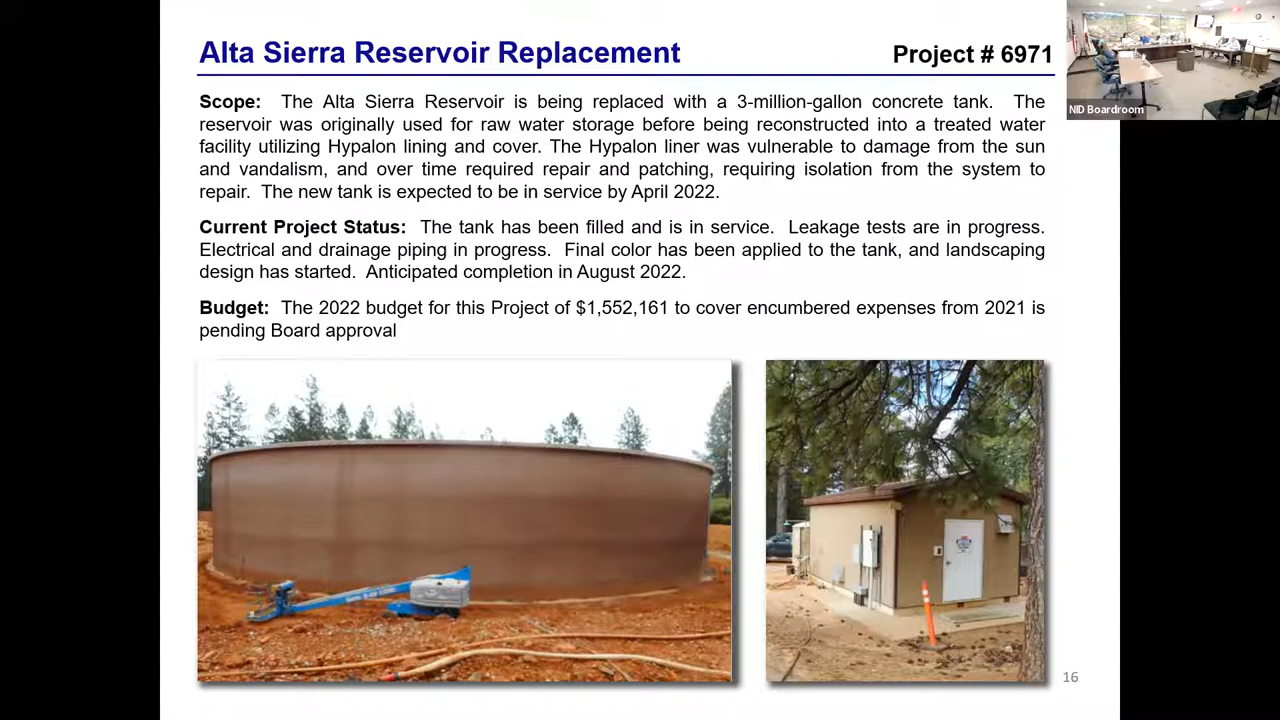 Alta Sierra Reservoir Replacement
Project # 6971
NID Boardroom
Scope: The Alta Sierra Reservoir is being replaced with a 3-million-gallon concrete tank. The
reservoir was originally used for raw water storage before being reconstructed into a treated water
facility utilizing Hypalon lining and cover. The Hypalon liner was vulnerable to damage from the sun
and vandalism, and over time required repair and patching, requiring isolation from the system to
repair. The new tank is expected to be in service by April 2022.
Current Project Status: The tank has been filled and is in service. Leakage tests are in progress.
Electrical and drainage piping in progress. Final color has been applied to the tank, and landscaping
design has started. Anticipated completion in August 2022.
Budget: The 2022 budget for this Project of $1,552,161 to cover encumbered expenses from 2021 is
pending Board approval
16